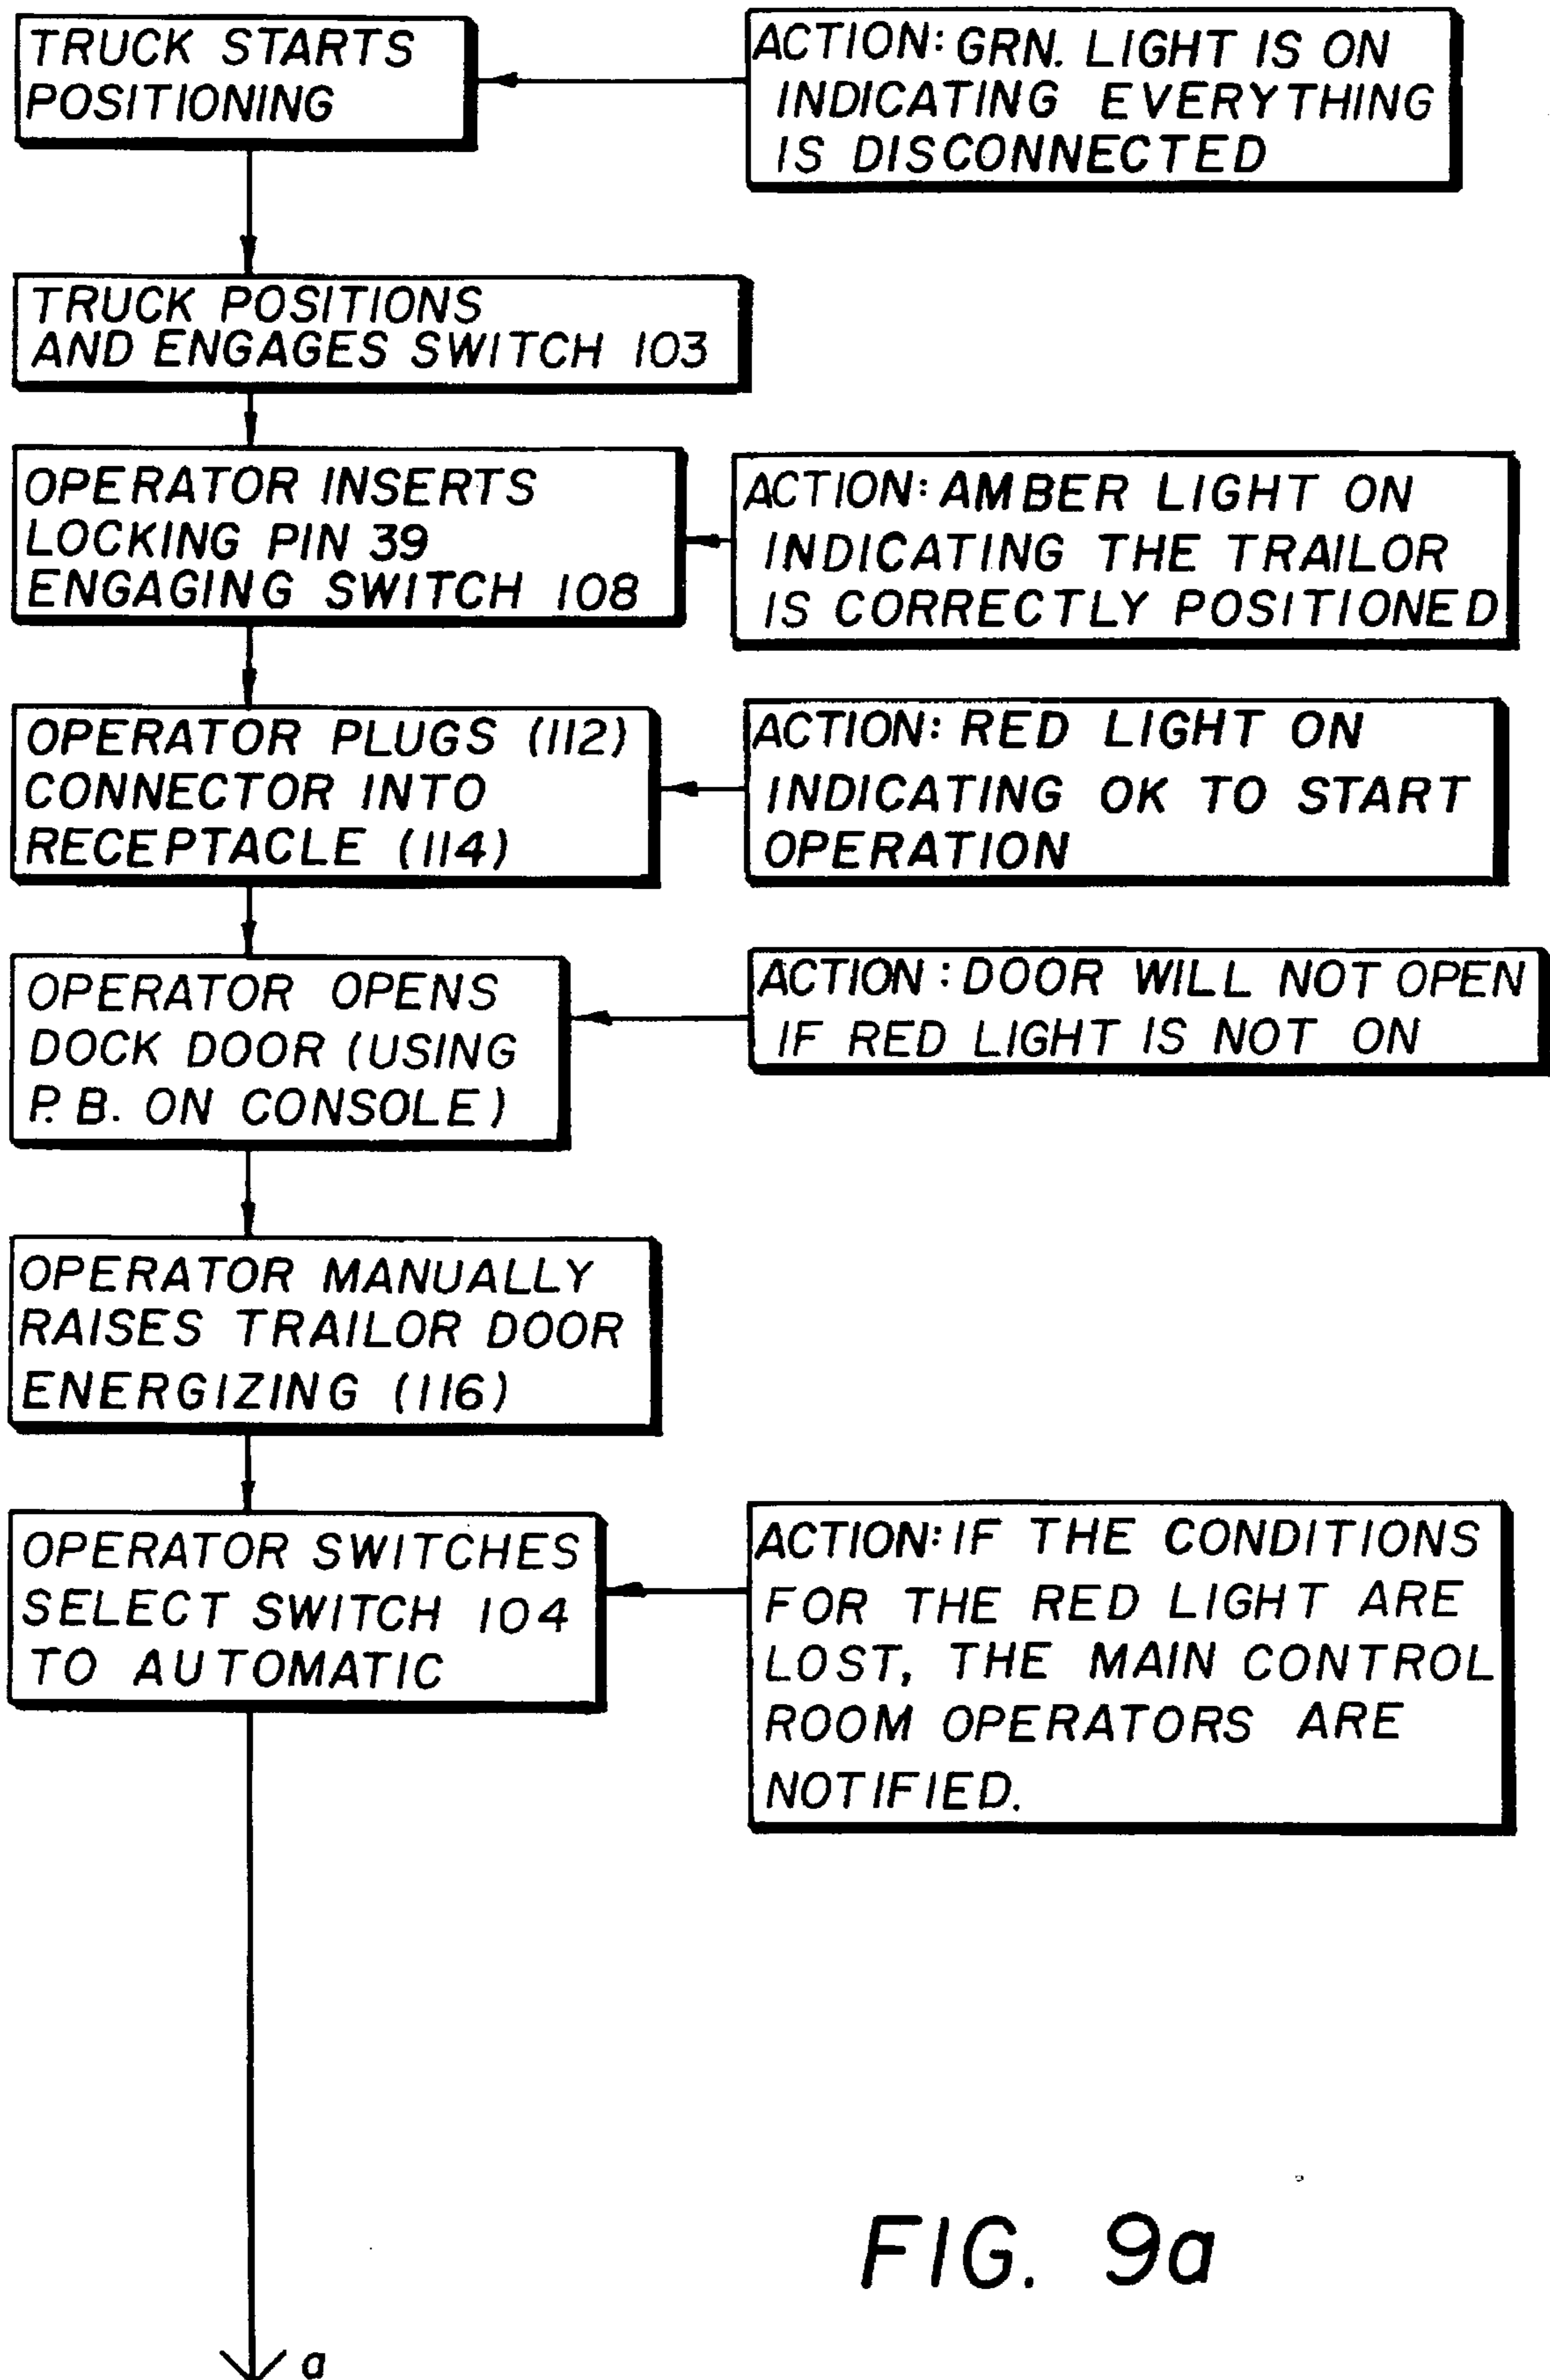 TRUCK STARTS
POSITIONING
ACTION: GRN. LIGHT IS ON
INDICATING EVERYTHING
IS DISCONNECTED
TRUCK POSITIONS
AND ENGAGES SWITCH 103
OPERATOR INSERTS
LOCKING PIN 39
ENGAGING SWITCH 108
ACTION: AMBER LIGHT ON
INDICATING THE TRAILOR
IS CORRECTLY POSITIONED
OPERATOR PLUGS (112)
CONNECTOR INTO
RECEPTACLE (114)
ACTION: RED LIGHT ON
INDICATING OK TO START
OPERATION
OPERATOR OPENS
DOCK DOOR (USING
P.B. ON CONSOLE)
ACTION: DOOR WILL NOT OPEN
IF RED LIGHT IS NOT ON
OPERATOR MANUALLY
RAISES TRAILOR DOOR
ENERGIZING (116)
OPERATOR SWITCHES
SELECT SWITCH 104
TO AUTOMATIC
ACTION: IF THE CONDITIONS
FOR THE RED LIGHT ARE
LOST, THE MAIN CONTROL
ROOM OPERATORS ARE
NOTIFIED.
FIG. 9a
a